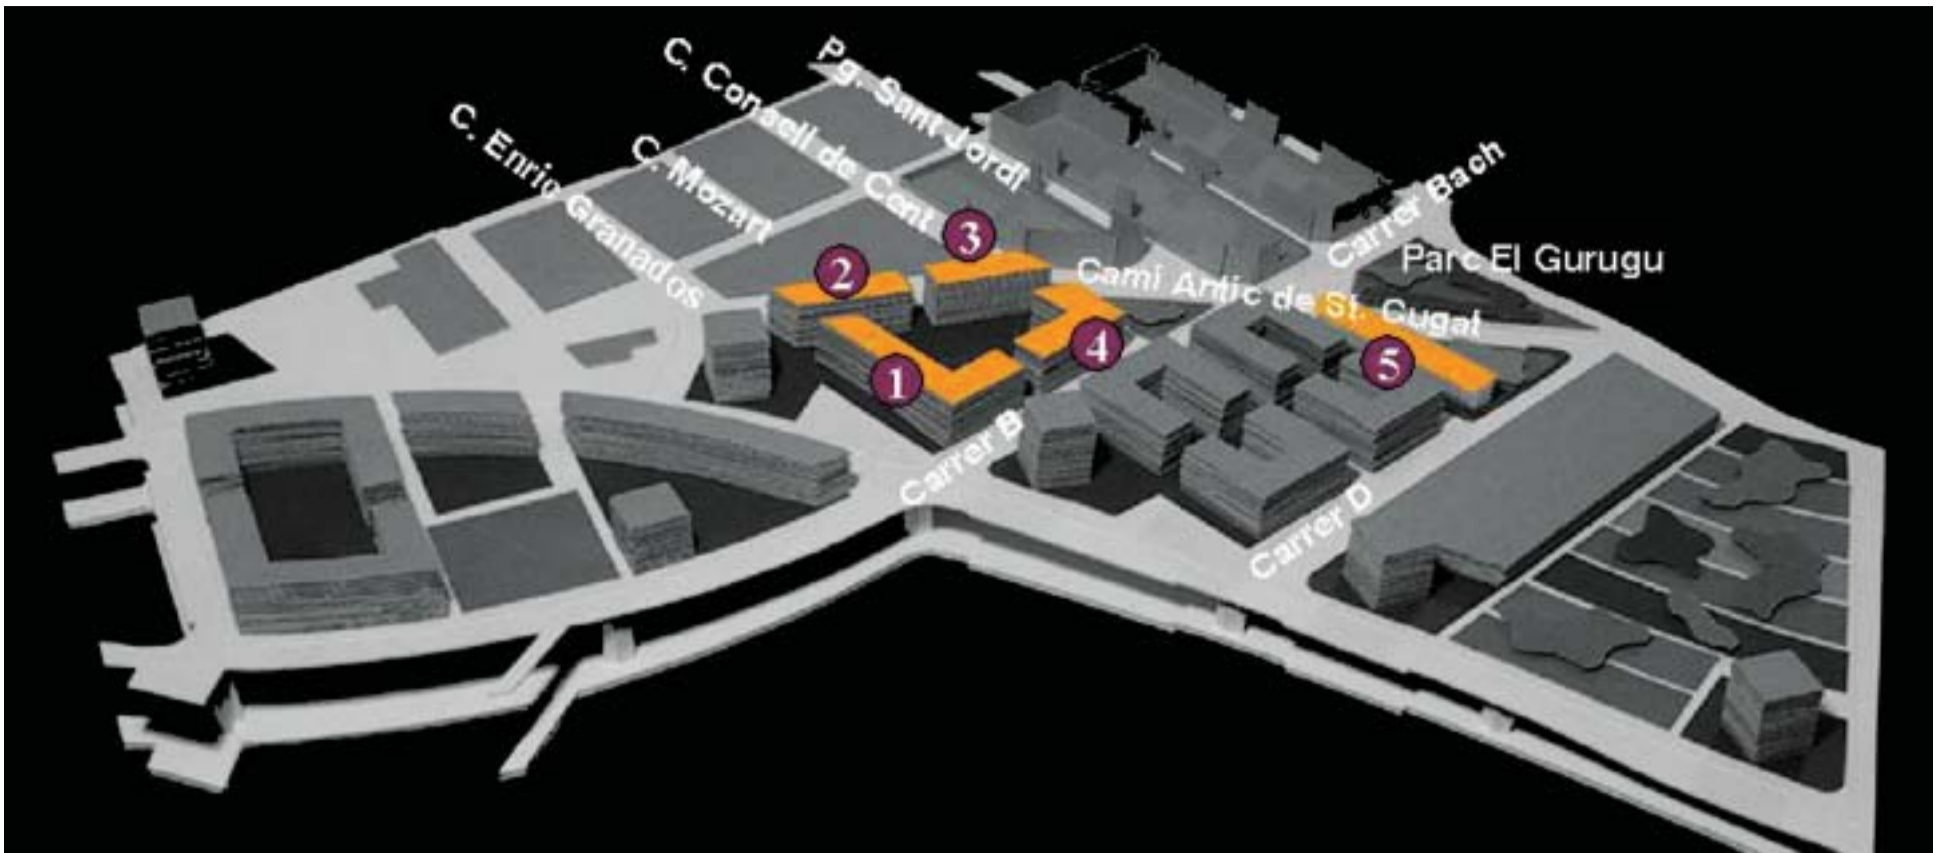 Pg. Sant Jordi
C. Consell de Cent
C. Enric Granados
C. Mozart
Carrer Bach
3
Parc El Gurugu
2
Cami Antic de St. Cugat
4
5
1
Carrer B
Carrer D